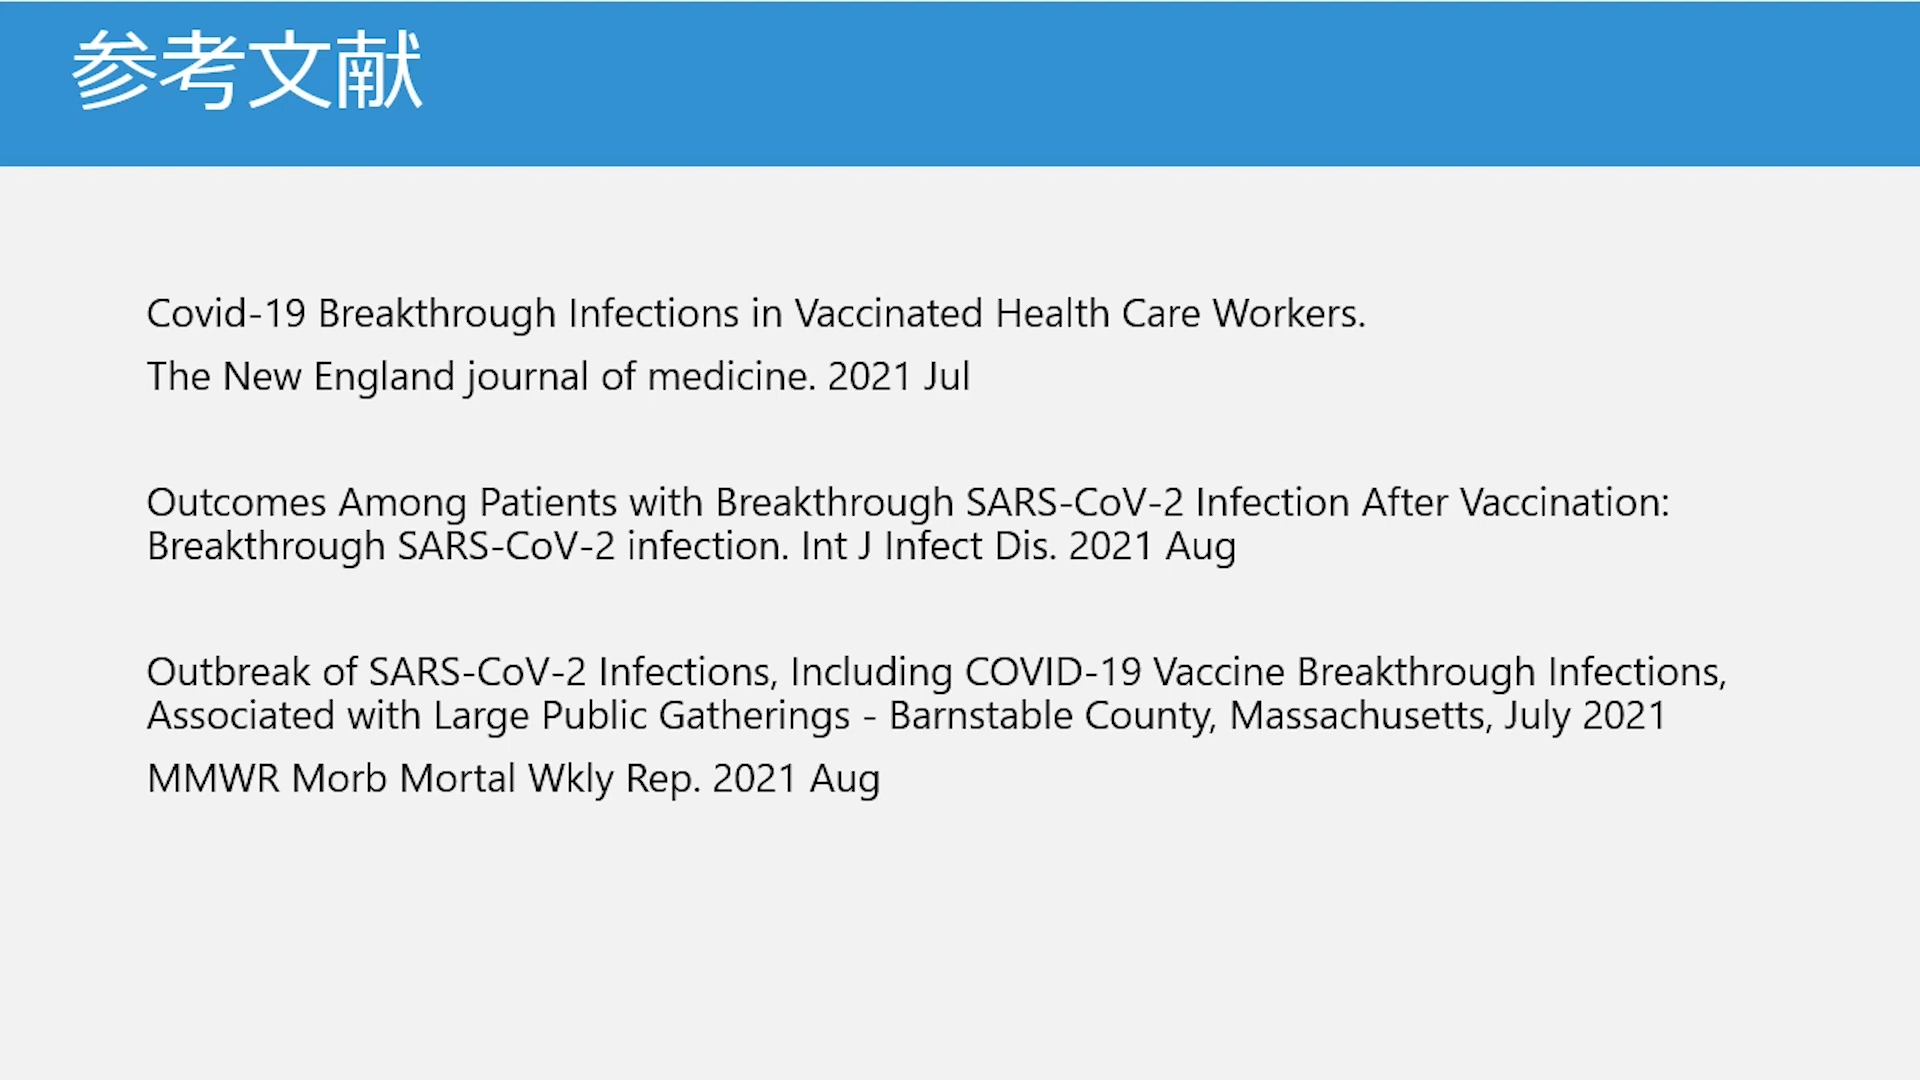 参考文献
Covid-19 Breakthrough Infections in Vaccinated Health Care Workers.
The New England journal of medicine. 2021 Jul
Outcomes Among Patients with Breakthrough SARS-CoV-2 Infection After Vaccination:
Breakthrough SARS-CoV-2 infection. Int J Infect Dis. 2021 Aug
Outbreak of SARS-CoV-2 Infections, Including COVID-19 Vaccine Breakthrough Infections,
Associated with Large Public Gatherings - Barnstable County, Massachusetts, July 2021
MMWR Morb Mortal Wkly Rep. 2021 Aug